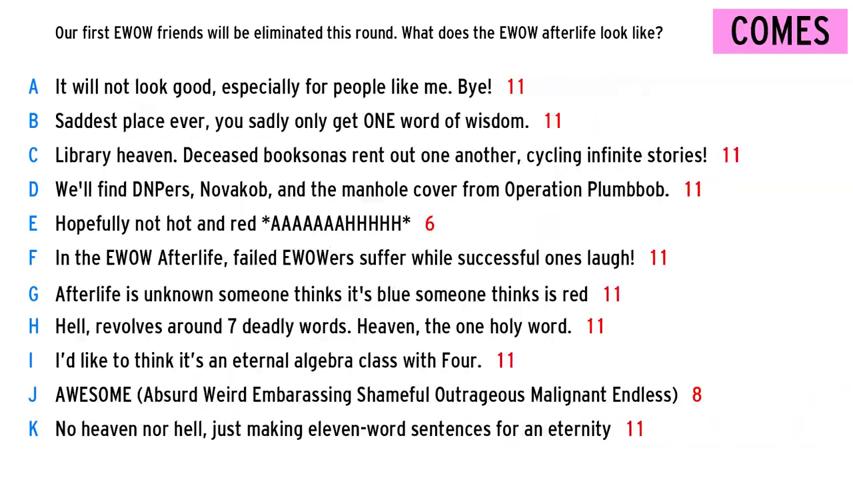 Our first EWOW friends will be eliminated this round. What does the EWOW afterlife look like?
COMES
A It will not look good, especially for people like me. Bye! 11
B Saddest place ever, you sadly only get ONE word of wisdom. 11
C Library heaven. Deceased booksonas rent out one another, cycling infinite stories! 11
D We'll find DNPers, Novakob, and the manhole cover from Operation Plumbbob. 11
E Hopefully not hot and red *AAAAAAAHHHHH* 6
F In the EWOW Afterlife, failed EWOWers suffer while successful ones laugh! 11
G Afterlife is unknown someone thinks it's blue someone thinks is red 11
H Hell, revolves around 7 deadly words. Heaven, the one holy word. 11
I I’d like to think it’s an eternal algebra class with Four. 11
J AWESOME (Absurd Weird Embarassing Shameful Outrageous Malignant Endless) 8
K No heaven nor hell, just making eleven-word sentences for an eternity 11